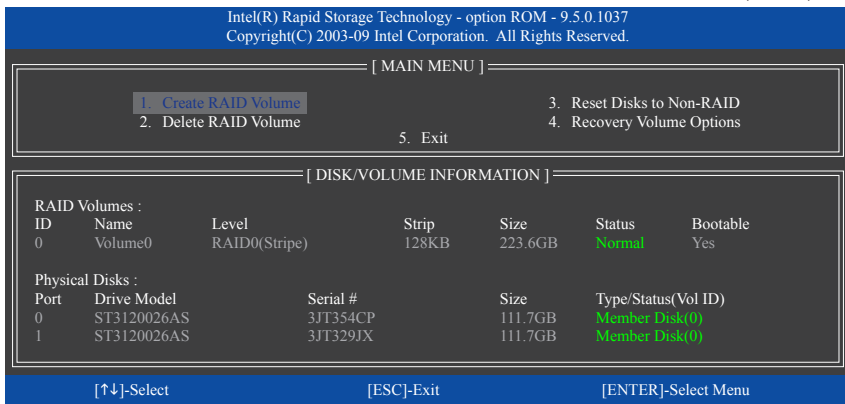 Intel(R) Rapid Storage Technology - option ROM - 9.5.0.1037
Copyright(C) 2003-09 Intel Corporation. All Rights Reserved.
[ MAIN MENU ]
1. Create RAID Volume 3. Reset Disks to Non-RAID
2. Delete RAID Volume 4. Recovery Volume Options
5. Exit
[ DISK/VOLUME INFORMATION ]
RAID Volumes :
ID Name Level Strip Size Status Bootable
0 Volume0 RAID0(Stripe) 128KB 223.6GB Normal Yes
Physical Disks :
Port Drive Model Serial # Size Type/Status(Vol ID)
0 ST3120026AS 3JT354CP 111.7GB Member Disk(0)
1 ST3120026AS 3JT329JX 111.7GB Member Disk(0)
[↑↓]-Select [ESC]-Exit [ENTER]-Select Menu